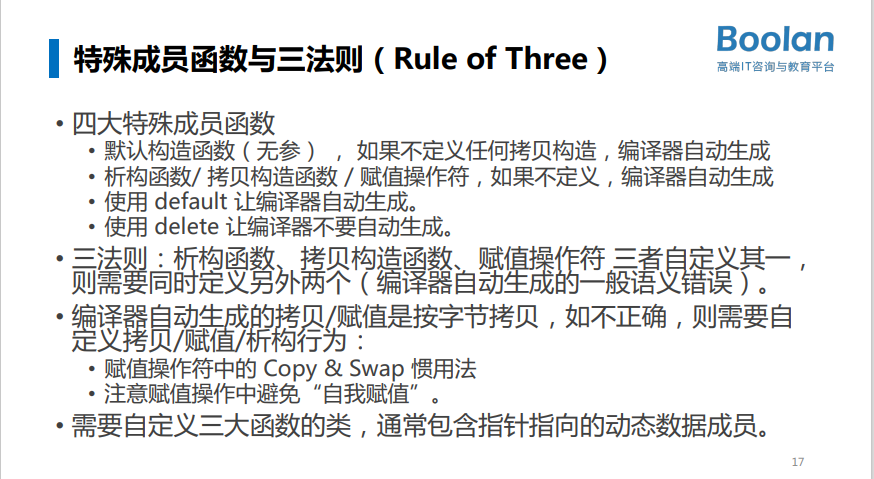 Boolan
高端IT咨询与教育平台
特殊成员函数与三法则（Rule of Three）
• 四大特殊成员函数
• 默认构造函数（无参），如果不定义任何拷贝构造，编译器自动生成
• 析构函数/ 拷贝构造函数 / 赋值操作符，如果不定义，编译器自动生成
• 使用 default 让编译器自动生成。
• 使用 delete 让编译器不要自动生成。
• 三法则：析构函数、拷贝构造函数、赋值操作符 三者自定义其一，
则需要同时定义另外两个（编译器自动生成的一般语义错误）。
• 编译器自动生成的拷贝/赋值是按字节拷贝，如不正确，则需要自
定义拷贝/赋值/析构行为：
• 赋值操作符中的 Copy & Swap 惯用法
• 注意赋值操作中避免“自我赋值”。
• 需要自定义三大函数的类，通常包含指针指向的动态数据成员。
17